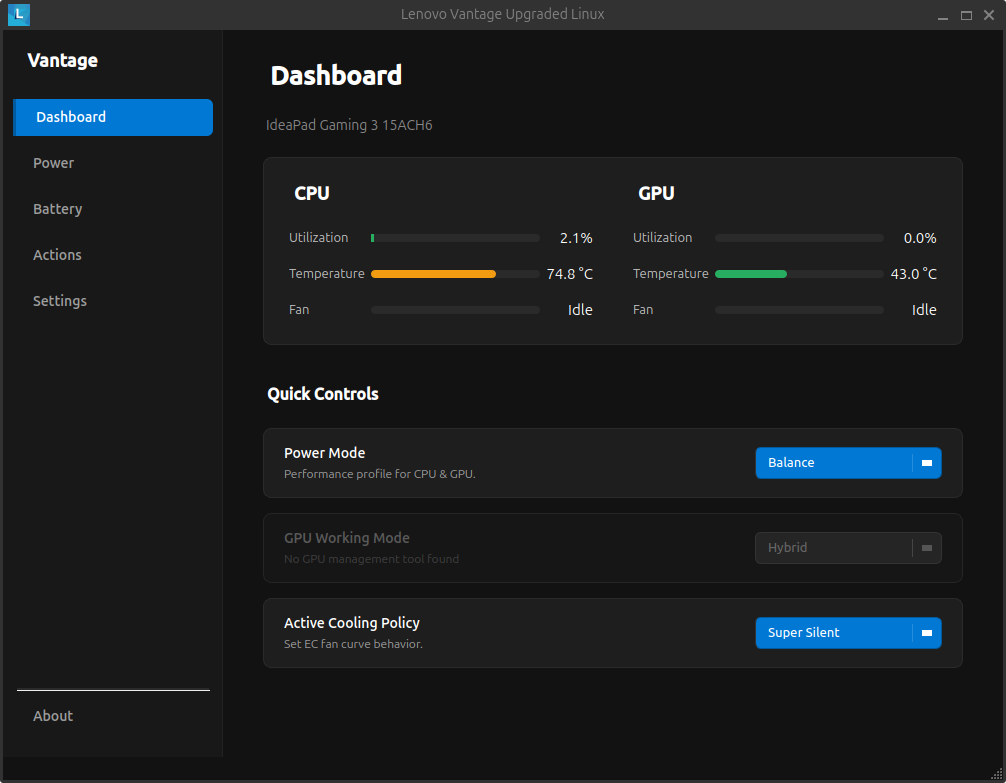 L
Lenovo Vantage Upgraded Linux
Vantage
Dashboard
Power
Battery
Actions
Settings
About
Dashboard
IdeaPad Gaming 3 15ACH6
CPU
Utilization 2.1%
Temperature 74.8 °C
Fan Idle
GPU
Utilization 0.0%
Temperature 43.0 °C
Fan Idle
Quick Controls
Power Mode
Performance profile for CPU & GPU.
Balance
GPU Working Mode
No GPU management tool found
Hybrid
Active Cooling Policy
Set EC fan curve behavior.
Super Silent